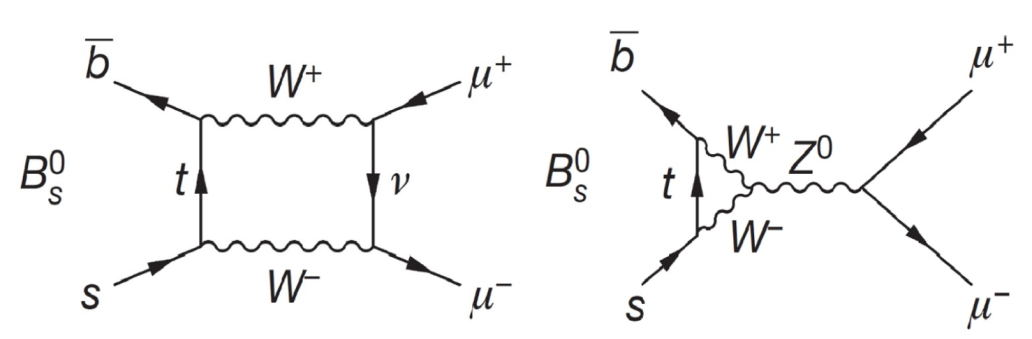 b̅ W⁺ μ⁺
B⁰ₛ t ν
s W⁻ μ⁻
b̅ μ⁺
W⁺ Z⁰
B⁰ₛ t
W⁻
s μ⁻